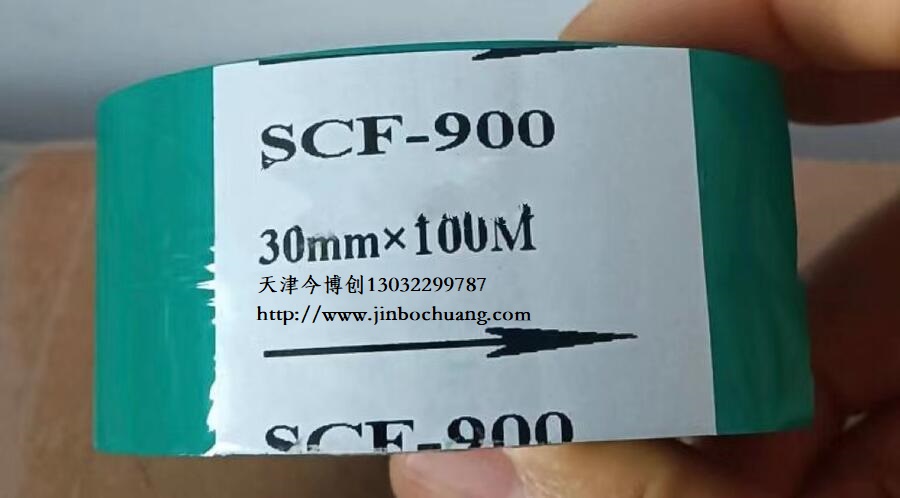 SCF-900
30mm×100M
天津今博创13032299787
http://www.jinbochuang.com
SCF-900